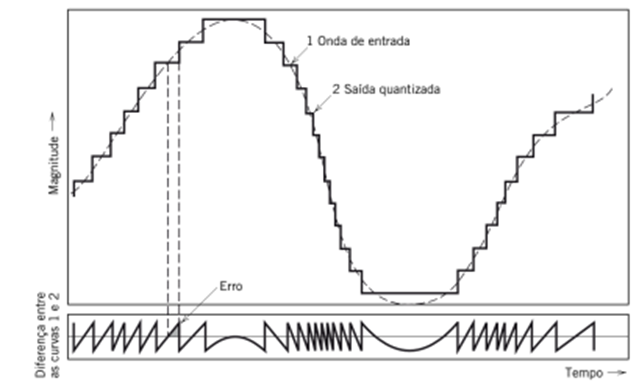 1 Onda de entrada
2 Saída quantizada
Magnitude
Erro
Diferença entre
as curvas 1 e 2
Tempo